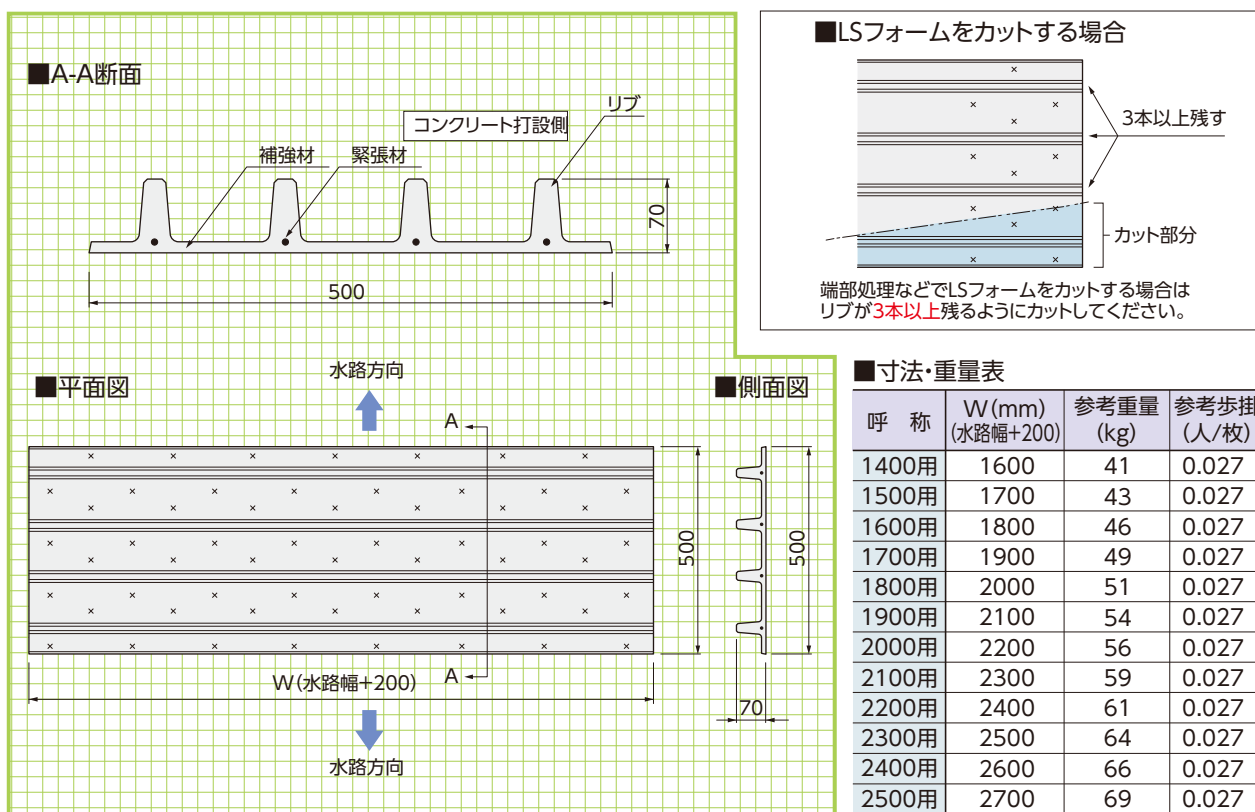 ■A-A断面
コンクリート打設側
リブ
補強材
緊張材
70
500
■LSフォームをカットする場合
3本以上残す
カット部分
端部処理などでLSフォームをカットする場合は
リブが3本以上残るようにカットしてください。
■平面図
水路方向
A
500
W(水路幅+200)
A
水路方向
■側面図
500
70
■寸法・重量表
呼 称 W(mm) (水路幅+200) 参考重量 (kg) 参考歩掛 (人/枚)
1400用 1600 41 0.027
1500用 1700 43 0.027
1600用 1800 46 0.027
1700用 1900 49 0.027
1800用 2000 51 0.027
1900用 2100 54 0.027
2000用 2200 56 0.027
2100用 2300 59 0.027
2200用 2400 61 0.027
2300用 2500 64 0.027
2400用 2600 66 0.027
2500用 2700 69 0.027